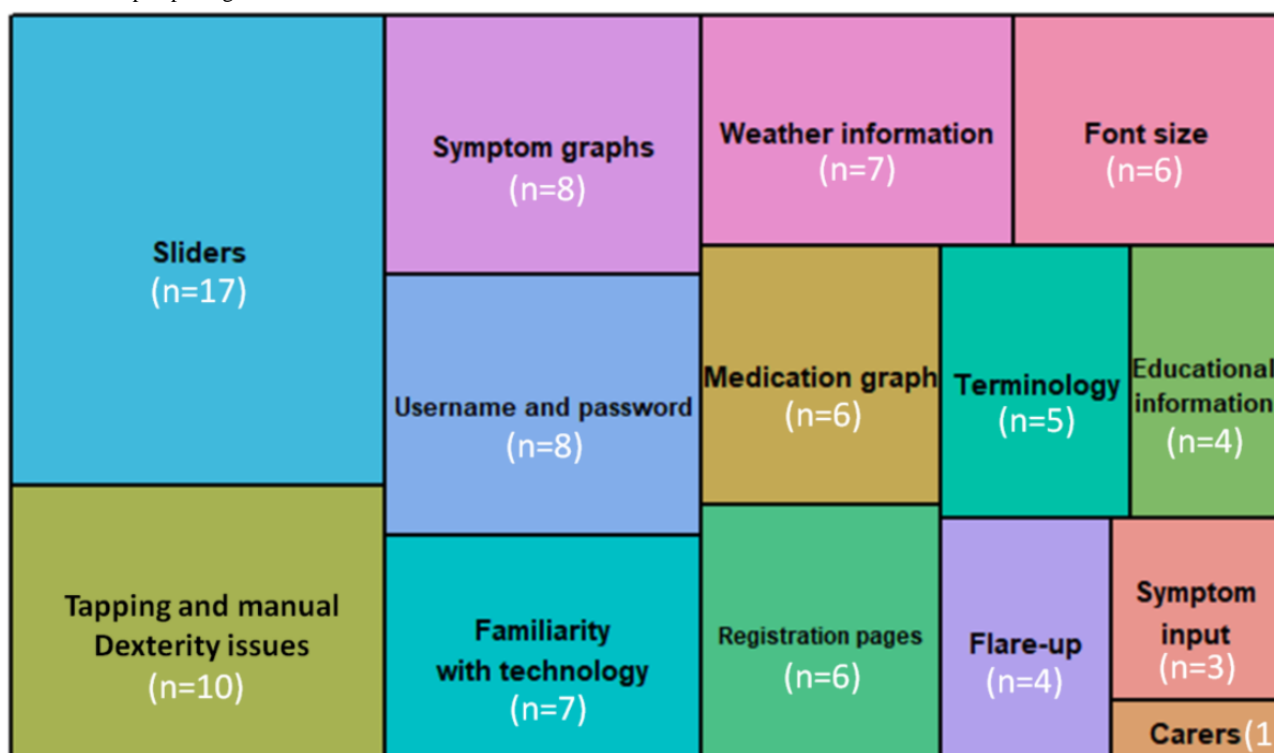 Sliders
(n=17)
Tapping and manual
Dexterity issues
(n=10)
Symptom graphs
(n=8)
Username and password
(n=8)
Familiarity
with technology
(n=7)
Weather information
(n=7)
Font size
(n=6)
Medication graph
(n=6)
Terminology
(n=5)
Educational
information
(n=4)
Registration pages
(n=6)
Flare-up
(n=4)
Symptom
input
(n=3)
Carers (1